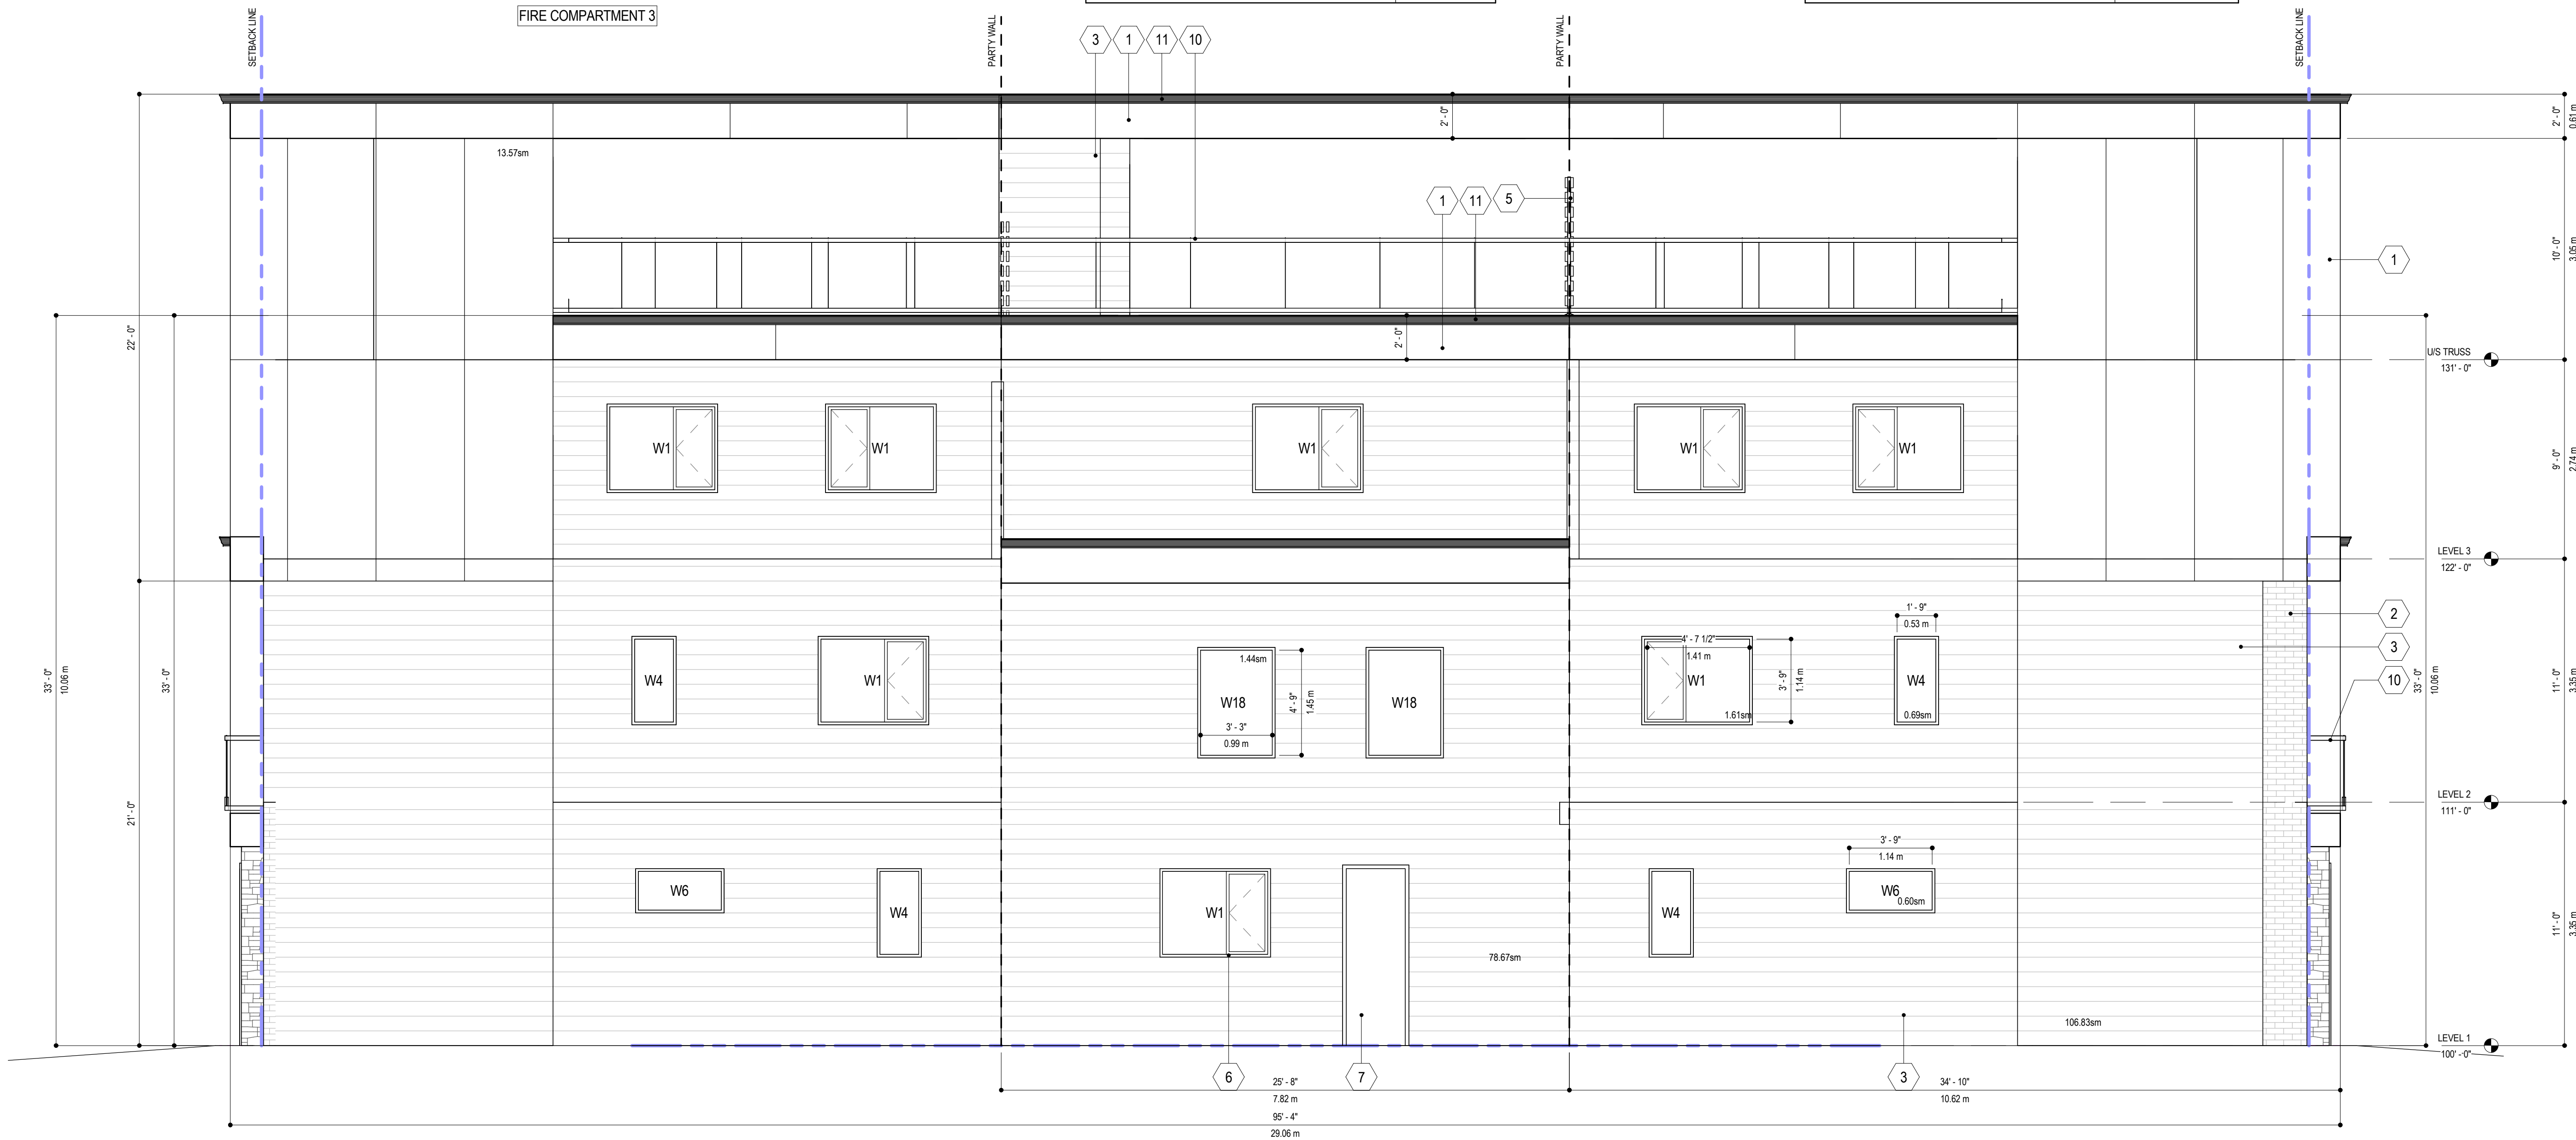 FIRE COMPARTMENT 3
SETBACK LINE
PARTY WALL
PARTY WALL
SETBACK LINE
3
1
11
10
2' - 0"
2' - 0"
0.61 m
13.57sm
1
11
5
10' - 0"
3.05 m
1
22' - 0"
2' - 0"
U/S TRUSS
131' - 0"
W1
W1
W1
W1
W1
9' - 0"
2.74 m
LEVEL 3
122' - 0"
1' - 9"
0.53 m
2
4' - 7 1/2"
1.41 m
3
1.44sm
W4
W1
W18
W18
W1
W4
3' - 9"
1.14 m
10
33' - 0"
10.06 m
33' - 0"
33' - 0"
10.06 m
11' - 0"
3.35 m
4' - 9"
1.45 m
3' - 3"
0.99 m
1.61sm
0.69sm
LEVEL 2
111' - 0"
21' - 0"
3' - 9"
1.14 m
W6
W4
W1
W4
W6
0.60sm
11' - 0"
3.35 m
78.67sm
106.83sm
LEVEL 1
100' - 0"
6
7
3
25' - 8"
7.82 m
34' - 10"
10.62 m
95' - 4"
29.06 m